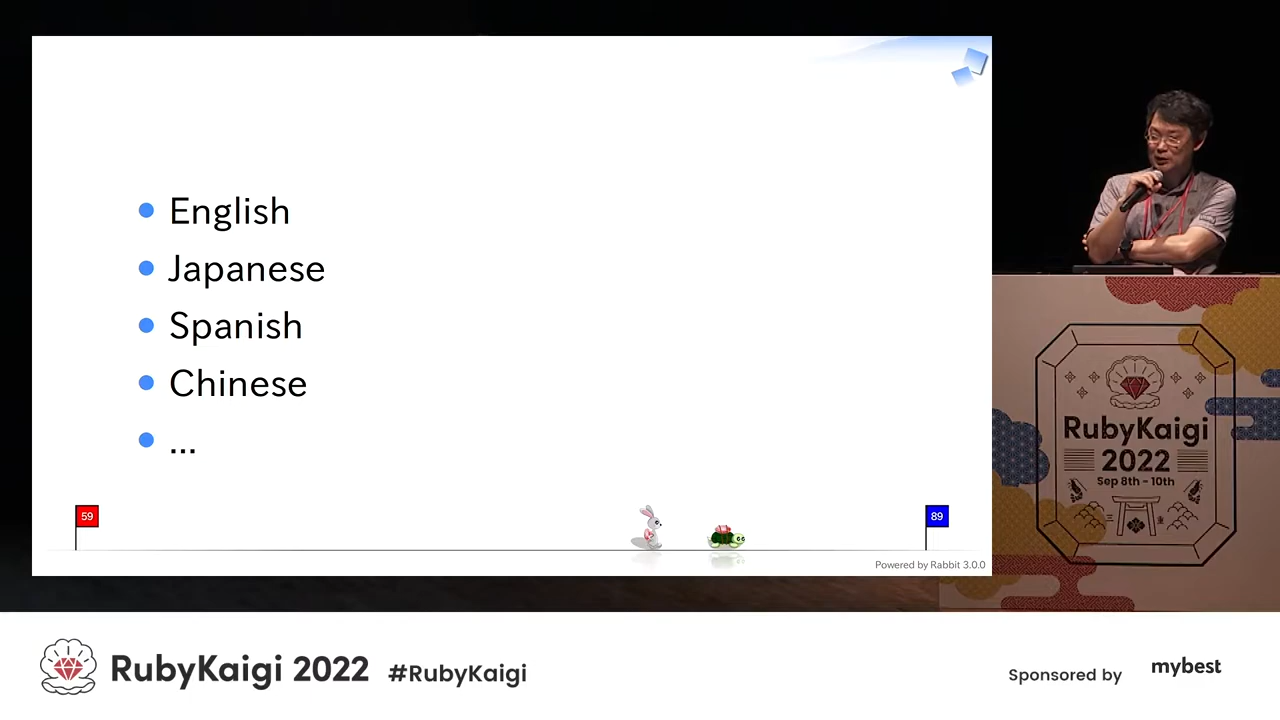 English
Japanese
Spanish
Chinese
...
59
89
Powered by Rabbit 3.0.0
RubyKaigi
2022
Sep 8th - 10th
RubyKaigi 2022 #RubyKaigi
Sponsored by mybest